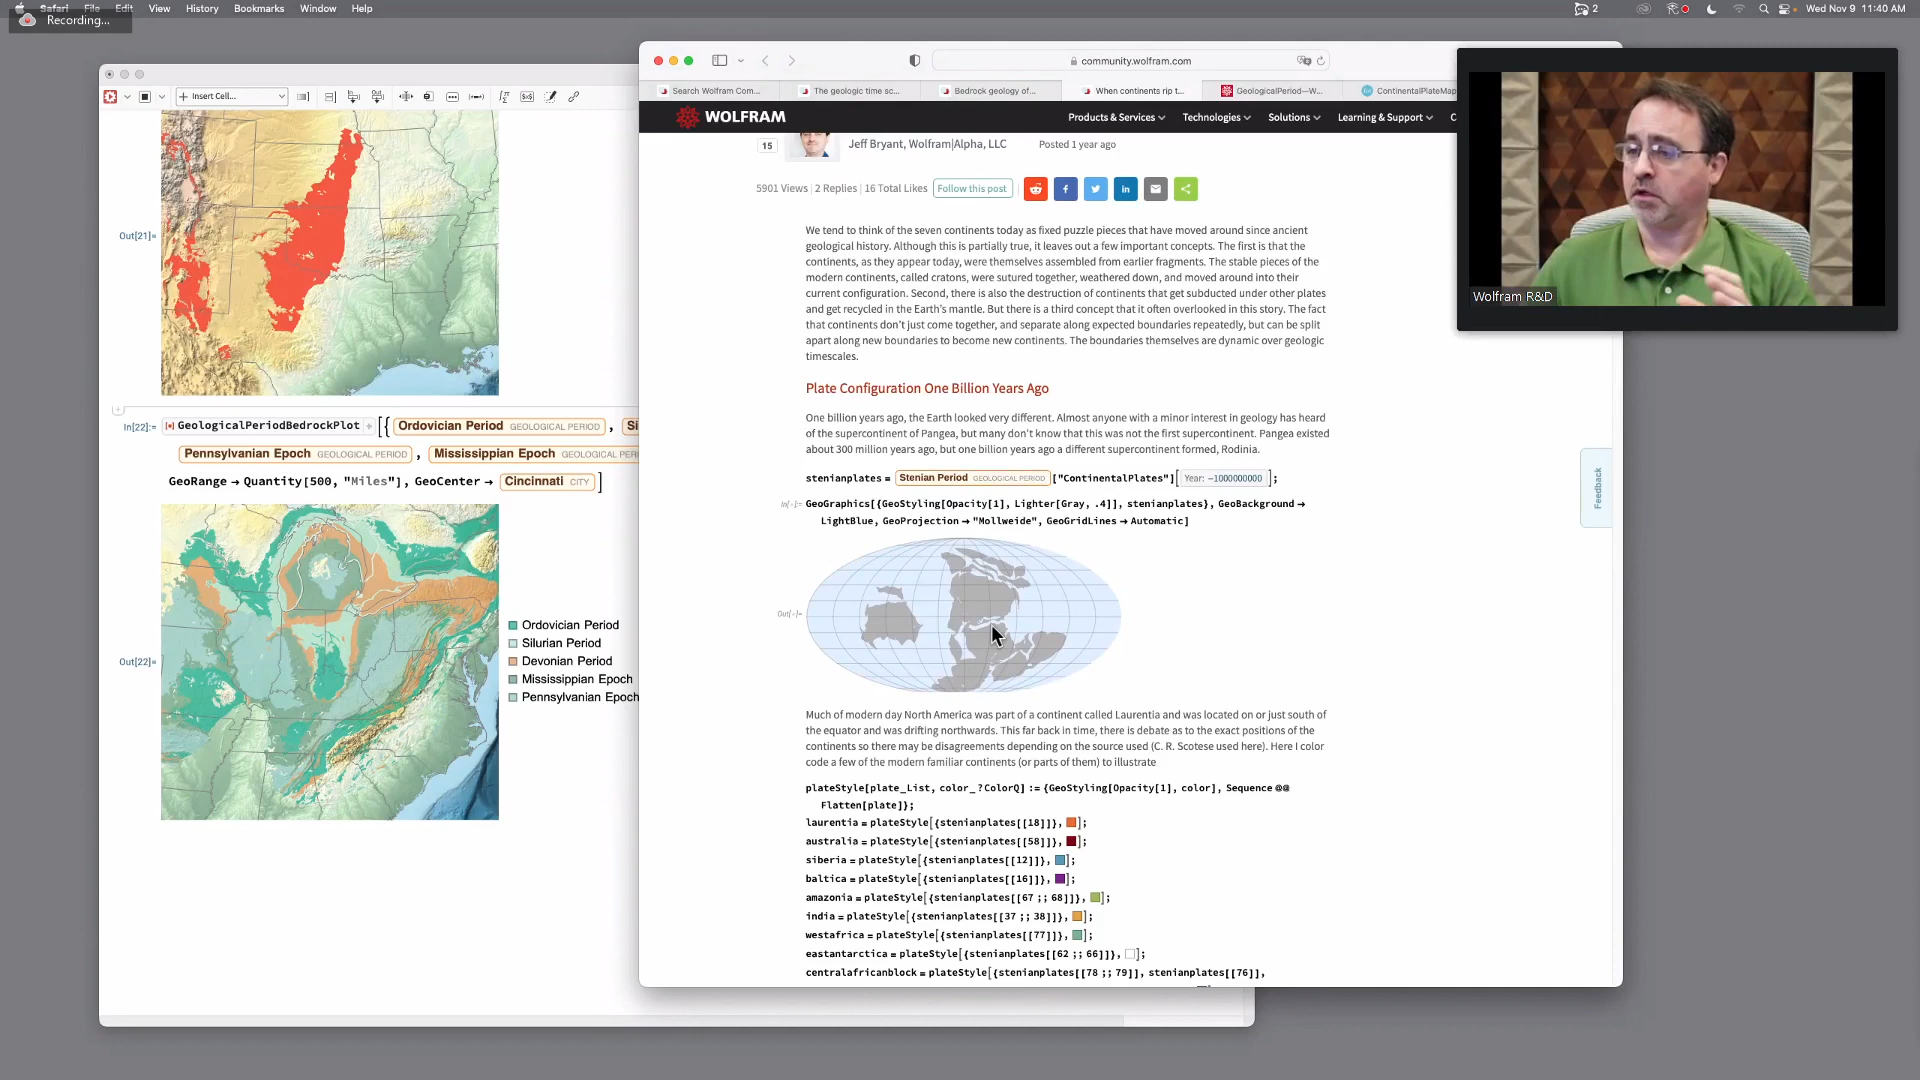 Safari File Edit View History Bookmarks Window Help
2
Wed Nov 9 11:40 AM
Recording...
Insert Cell...
Out[21]=
In[22]:= GeologicalPeriodBedrockPlot [{ Ordovician Period GEOLOGICAL PERIOD , Si
Pennsylvanian Epoch GEOLOGICAL PERIOD , Mississippian Epoch GEOLOGICAL PERIO
GeoRange → Quantity[500, "Miles"], GeoCenter → Cincinnati CITY ]
Out[22]=
Ordovician Period
Silurian Period
Devonian Period
Mississippian Epoch
Pennsylvanian Epoch
community.wolfram.com
Search Wolfram Com...
The geologic time sc...
Bedrock geology of...
When continents rip t...
GeologicalPeriod—W...
ContinentalPlateMap
WOLFRAM
Products & Services Technologies Solutions Learning & Support C
15
Jeff Bryant, Wolfram|Alpha, LLC Posted 1 year ago
5901 Views | 2 Replies | 16 Total Likes Follow this post
We tend to think of the seven continents today as fixed puzzle pieces that have moved around since ancient
geological history. Although this is partially true, it leaves out a few important concepts. The first is that the
continents, as they appear today, were themselves assembled from earlier fragments. The stable pieces of the
modern continents, called cratons, were sutured together, weathered down, and moved around into their
current configuration. Second, there is also the destruction of continents that get subducted under other plates
and get recycled in the Earth's mantle. But there is a third concept that it often overlooked in this story. The fact
that continents don't just come together, and separate along expected boundaries repeatedly, but can be split
apart along new boundaries to become new continents. The boundaries themselves are dynamic over geologic
timescales.
Plate Configuration One Billion Years Ago
One billion years ago, the Earth looked very different. Almost anyone with a minor interest in geology has heard
of the supercontinent of Pangea, but many don't know that this was not the first supercontinent. Pangea existed
about 300 million years ago, but one billion years ago a different supercontinent formed, Rodinia.
stenianplates = Stenian Period GEOLOGICAL PERIOD ["ContinentalPlates"][ Year: −1000000000 ];
In[·]:= GeoGraphics[{GeoStyling[Opacity[1], Lighter[Gray, .4]], stenianplates}, GeoBackground →
LightBlue, GeoProjection → "Mollweide", GeoGridLines → Automatic]
Out[·]=
Much of modern day North America was part of a continent called Laurentia and was located on or just south of
the equator and was drifting northwards. This far back in time, there is debate as to the exact positions of the
continents so there may be disagreements depending on the source used (C. R. Scotese used here). Here I color
code a few of the modern familiar continents (or parts of them) to illustrate
plateStyle[plate_List, color_?ColorQ] := {GeoStyling[Opacity[1], color], Sequence @@
Flatten[plate]};
laurentia = plateStyle[{stenianplates[[18]]}, ];
australia = plateStyle[{stenianplates[[58]]}, ];
siberia = plateStyle[{stenianplates[[12]]}, ];
baltica = plateStyle[{stenianplates[[16]]}, ];
amazonia = plateStyle[{stenianplates[[67 ;; 68]]}, ];
india = plateStyle[{stenianplates[[37 ;; 38]]}, ];
westafrica = plateStyle[{stenianplates[[77]]}, ];
eastantarctica = plateStyle[{stenianplates[[62 ;; 66]]}, ];
centralafricanblock = plateStyle[{stenianplates[[78 ;; 79]], stenianplates[[76]],
Feedback
Wolfram R&D